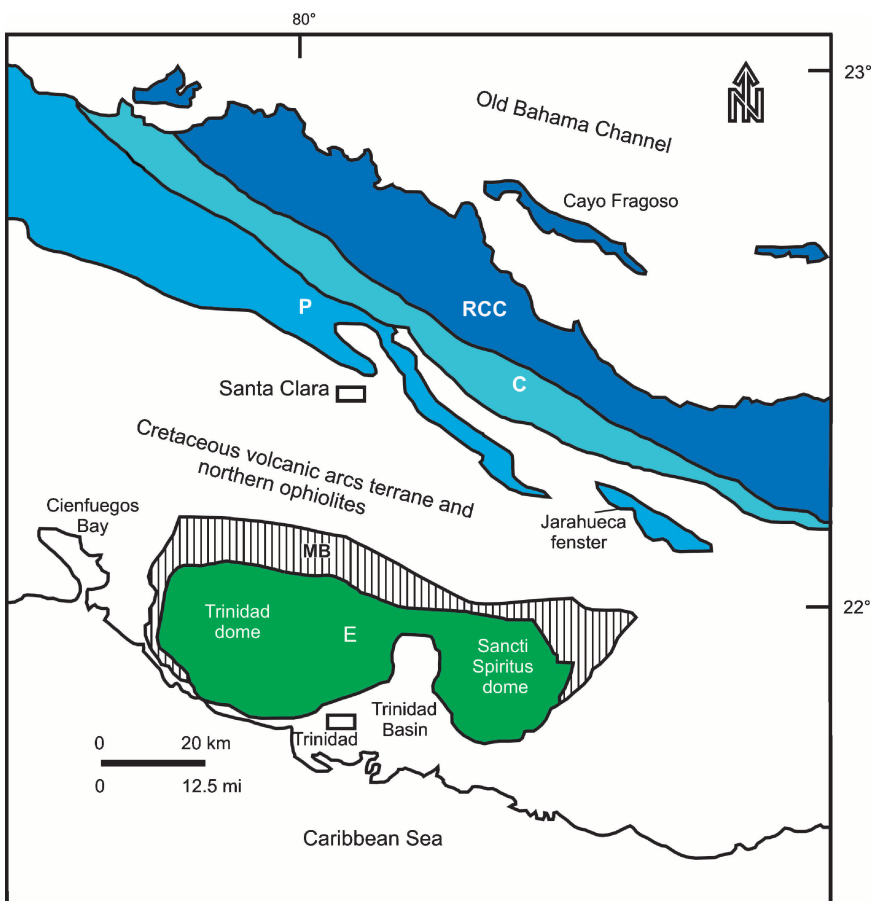 80°
23°
N
Old Bahama Channel
Cayo Fragoso
P
RCC
C
Santa Clara
Cretaceous volcanic arcs terrane and
northern ophiolites
Cienfuegos
Bay
Jarahueca
fenster
MB
22°
Trinidad
dome
E
Sancti
Spiritus
dome
Trinidad
Basin
Trinidad
0 20 km
0 12.5 mi
Caribbean Sea